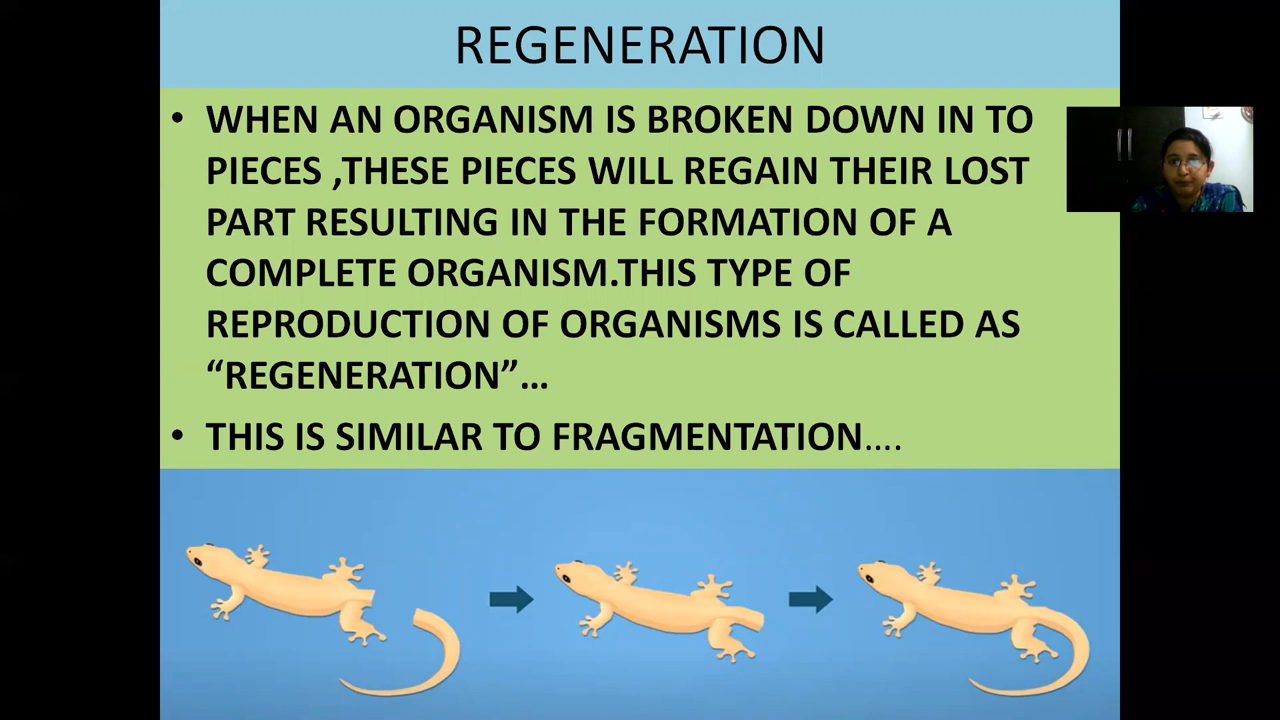 REGENERATION
• WHEN AN ORGANISM IS BROKEN DOWN IN TO
PIECES ,THESE PIECES WILL REGAIN THEIR LOST
PART RESULTING IN THE FORMATION OF A
COMPLETE ORGANISM.THIS TYPE OF
REPRODUCTION OF ORGANISMS IS CALLED AS
“REGENERATION”...
• THIS IS SIMILAR TO FRAGMENTATION....